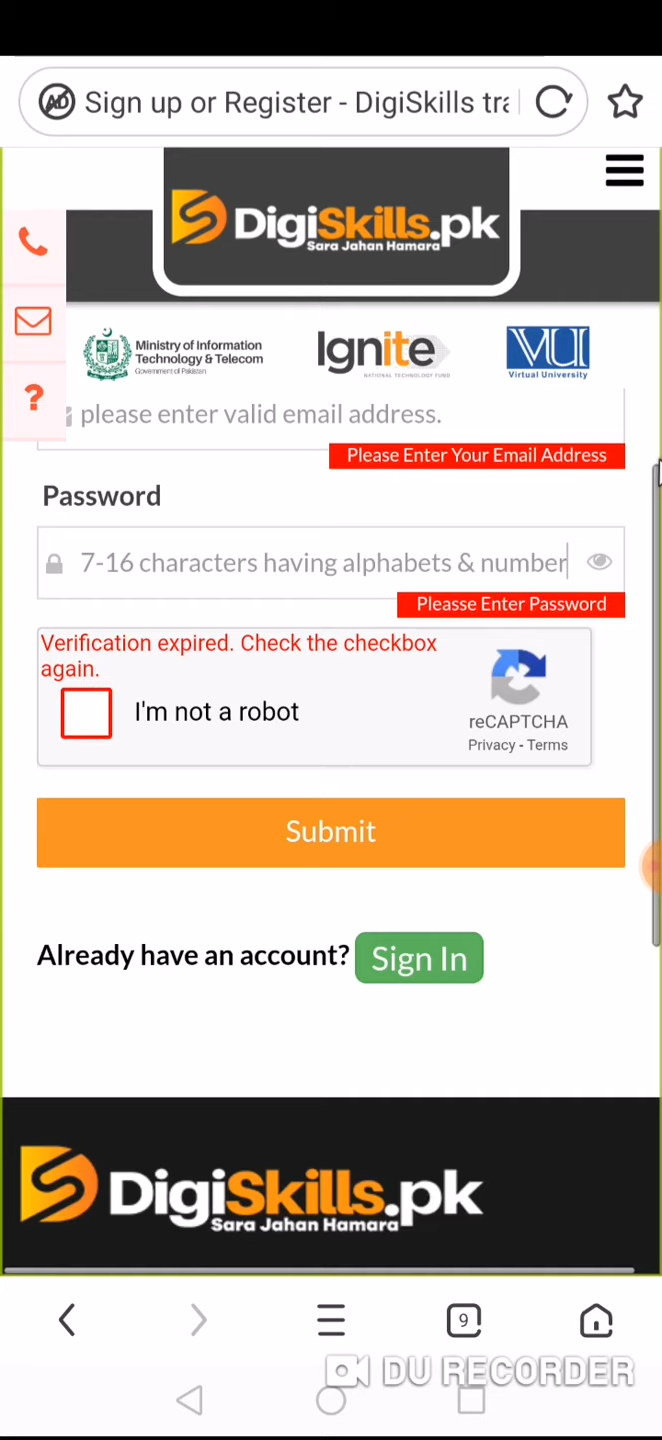 Sign up or Register - DigiSkills tra
DigiSkills.pk
Sara Jahan Hamara
Ministry of Information
Technology & Telecom
Government of Pakistan
Ignite
NATIONAL TECHNOLOGY FUND
VU
Virtual University
?
please enter valid email address.
Please Enter Your Email Address
Password
7-16 characters having alphabets & number
Pleasse Enter Password
Verification expired. Check the checkbox
again.
I'm not a robot
reCAPTCHA
Privacy - Terms
Submit
Already have an account? Sign In
DigiSkills.pk
Sara Jahan Hamara
9
DU RECORDER